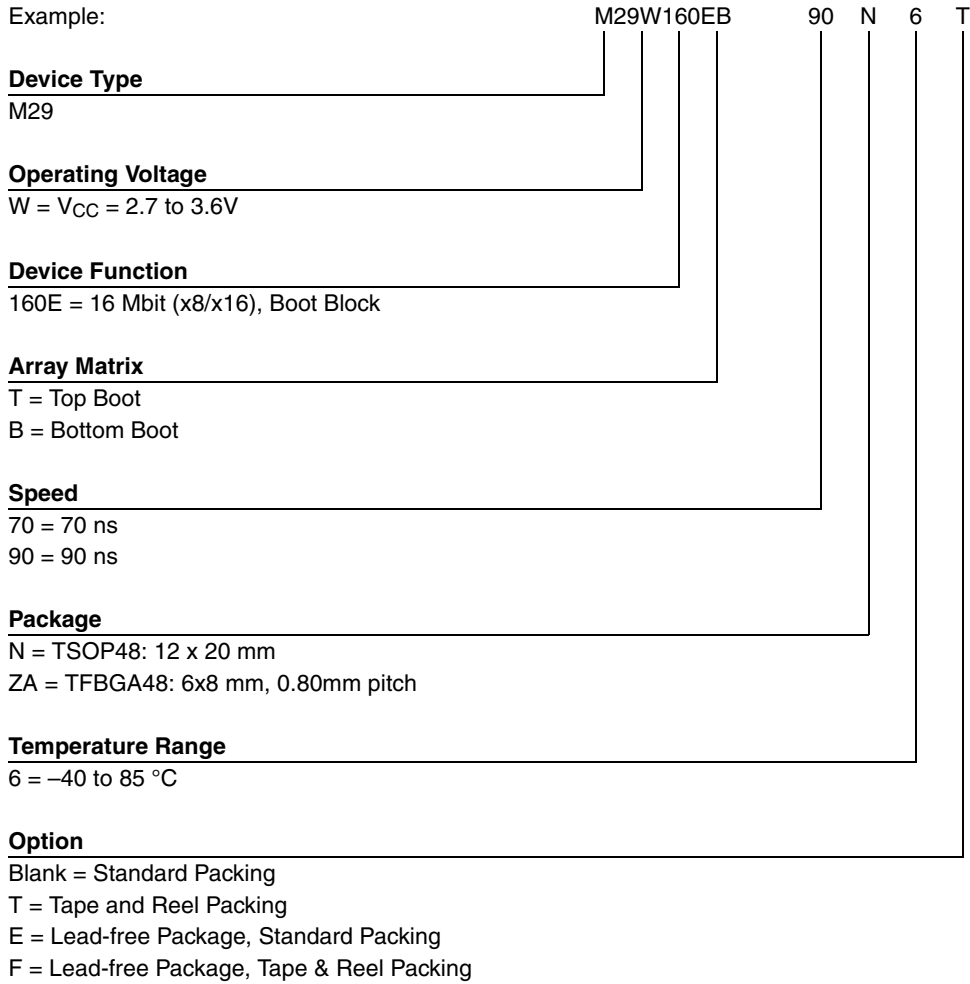 Example: M29W160EB 90 N 6 T
Device Type
M29
Operating Voltage
W = VCC = 2.7 to 3.6V
Device Function
160E = 16 Mbit (x8/x16), Boot Block
Array Matrix
T = Top Boot
B = Bottom Boot
Speed
70 = 70 ns
90 = 90 ns
Package
N = TSOP48: 12 x 20 mm
ZA = TFBGA48: 6x8 mm, 0.80mm pitch
Temperature Range
6 = –40 to 85 °C
Option
Blank = Standard Packing
T = Tape and Reel Packing
E = Lead-free Package, Standard Packing
F = Lead-free Package, Tape & Reel Packing